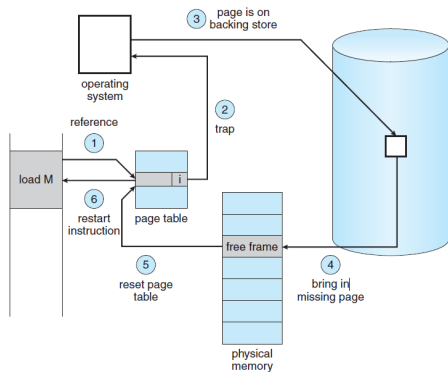 3
page is on
backing store
operating
system
2
trap
reference
1
load M
i
6
restart
instruction
page table
5
reset page
table
free frame
4
bring in
missing page
physical
memory